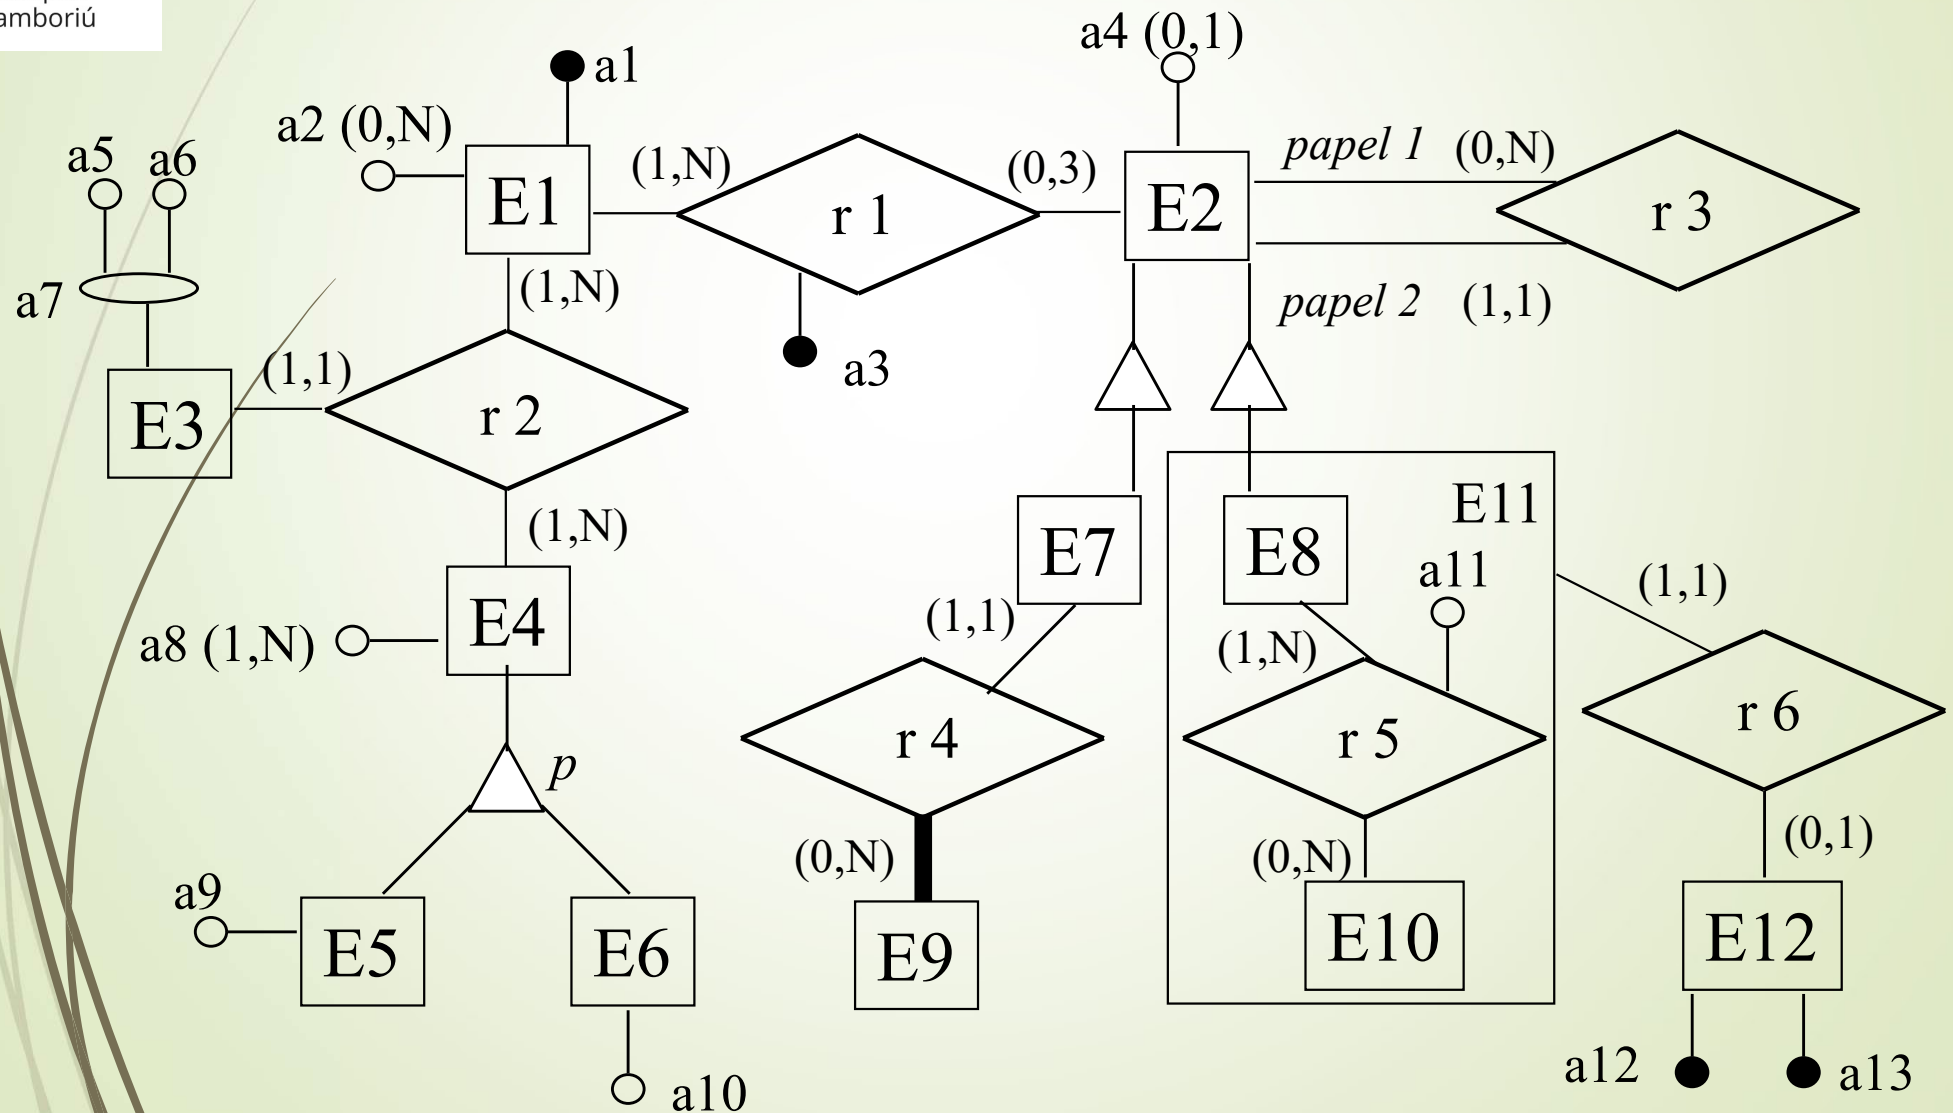 amboriú
a1
a4 (0,1)
a2 (0,N)
a5
a6
E1
(1,N)
r 1
(0,3)
E2
papel 1
(0,N)
r 3
a7
(1,N)
a3
papel 2
(1,1)
E3
(1,1)
r 2
(1,N)
E4
a8 (1,N)
E7
E8
E11
a11
(1,1)
(1,1)
(1,N)
r 4
r 5
r 6
p
(0,N)
(0,N)
(0,1)
a9
E5
E6
E9
E10
E12
a10
a12
a13